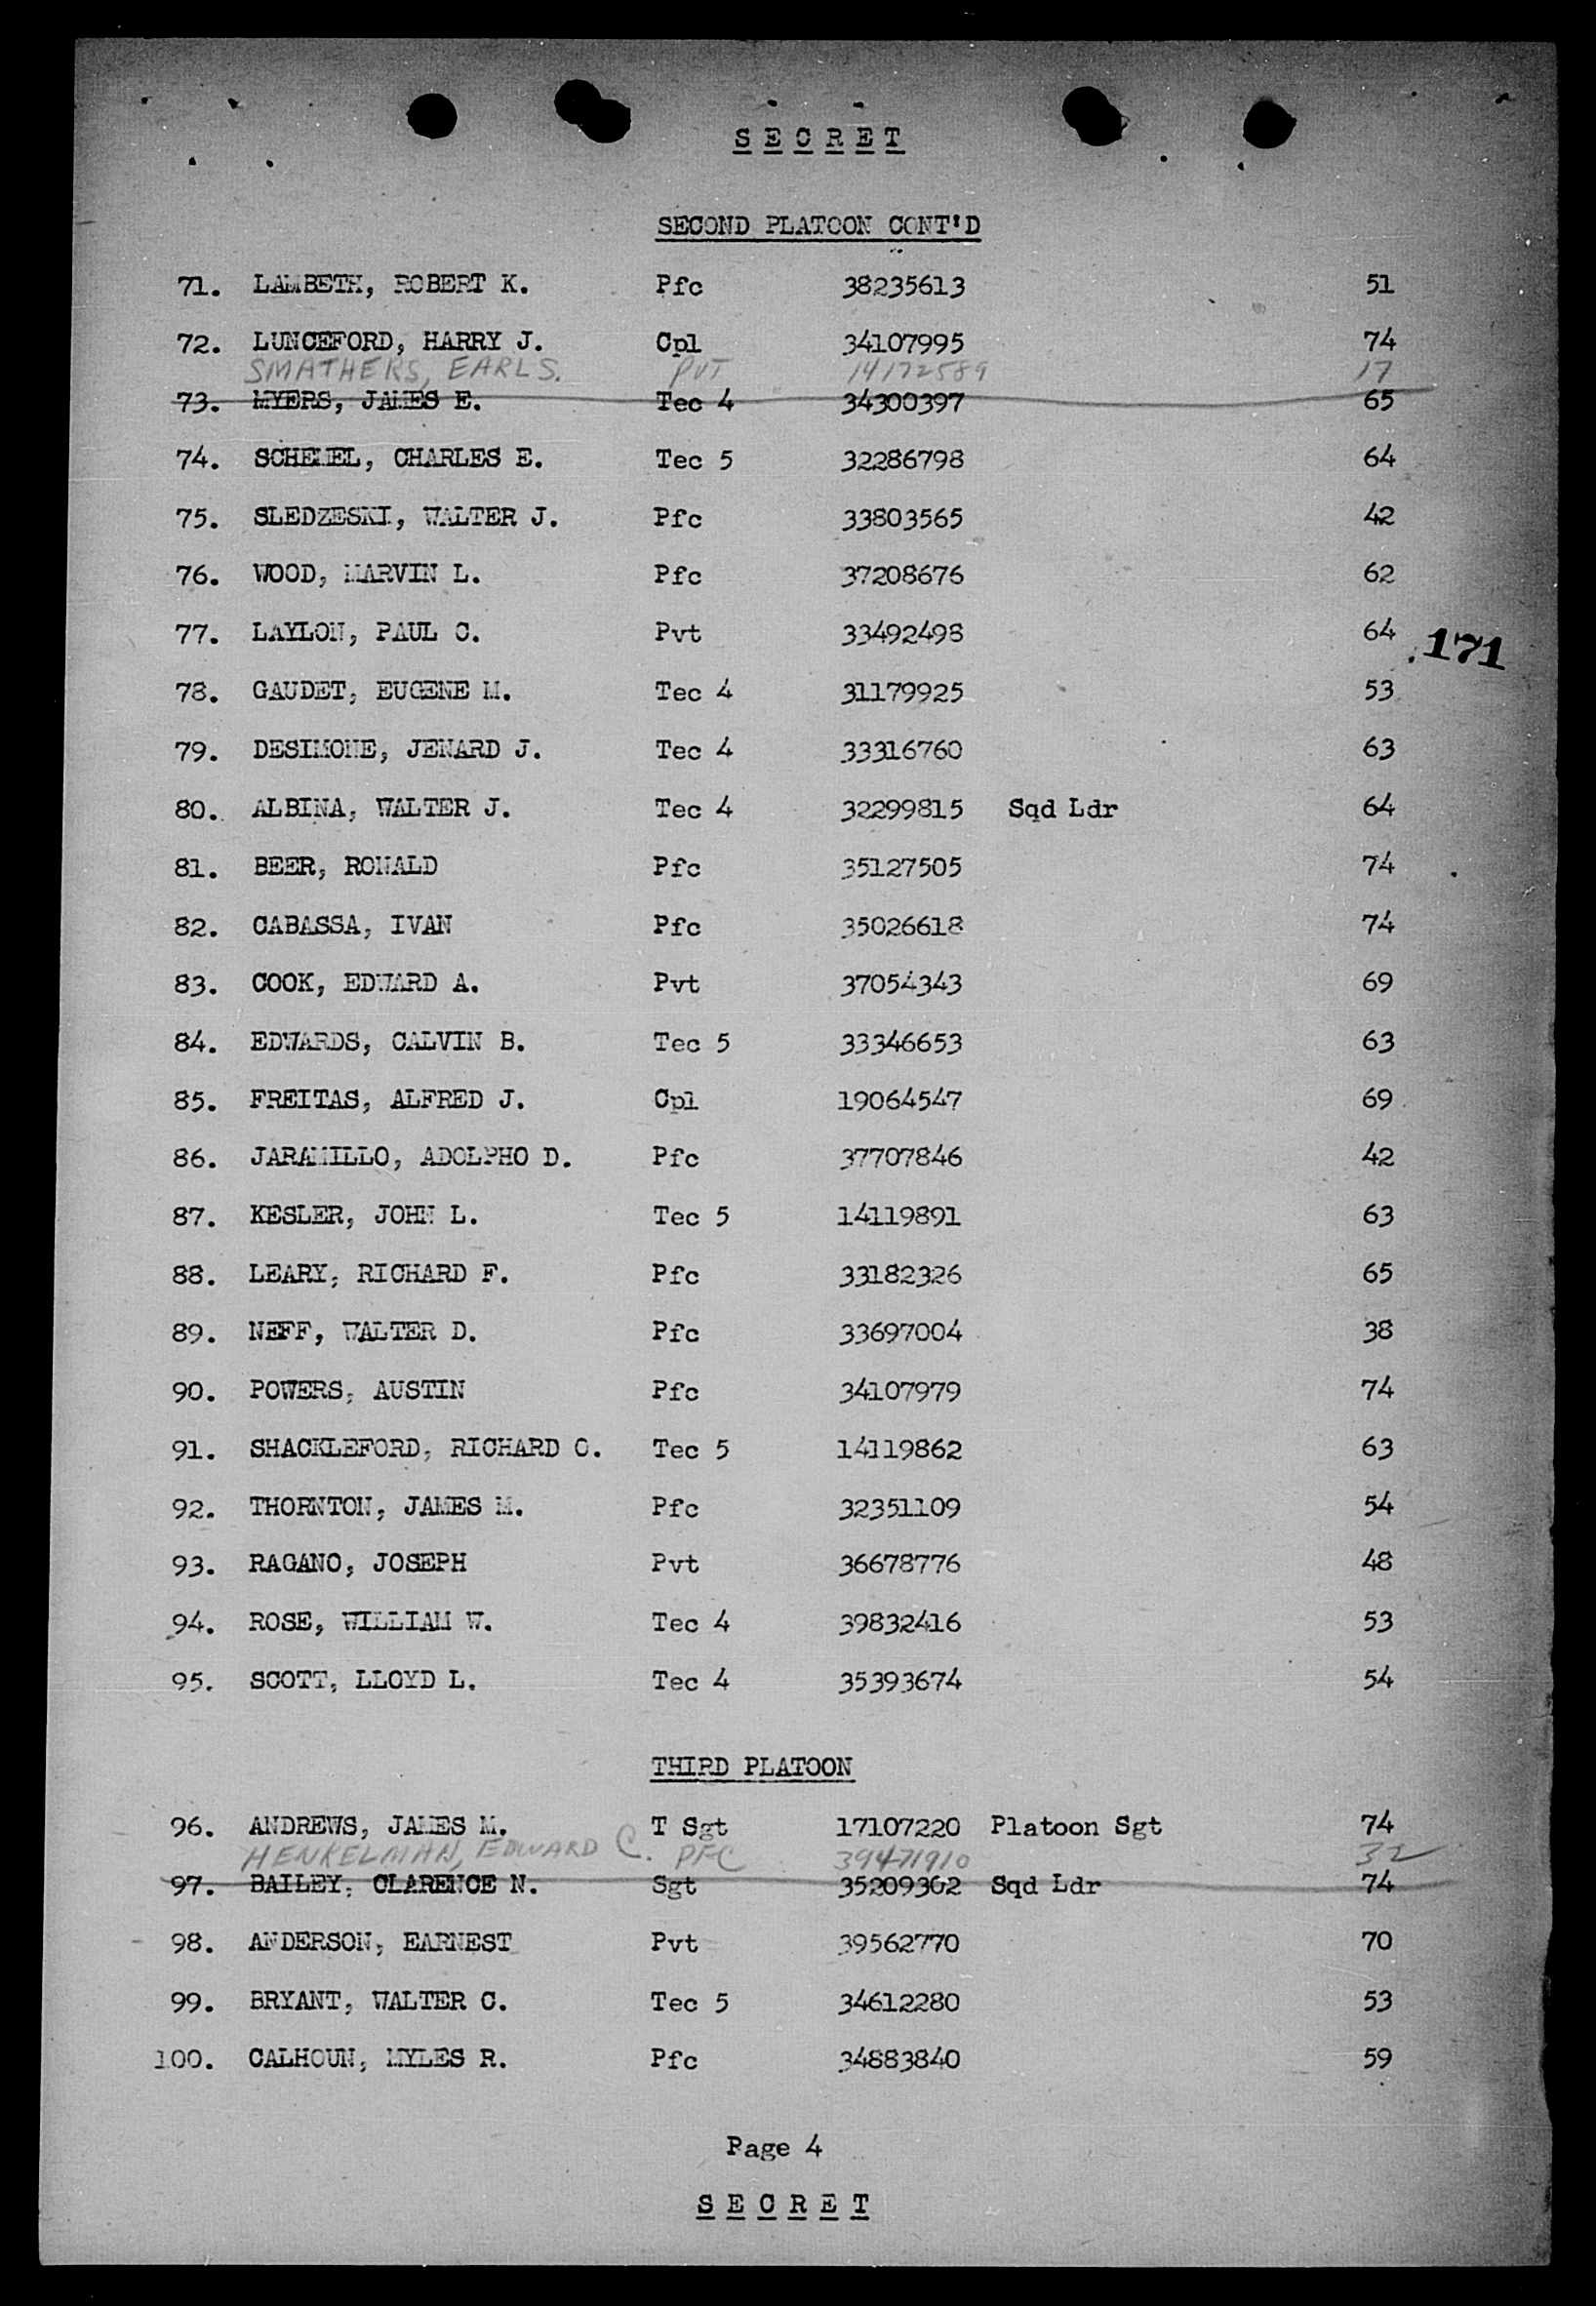 SECRET
SECOND PLATOON CONT'D
71. LAMBETH, ROBERT K. Pfc 38235613 51
72. LUNCEFORD, HARRY J. Cpl 34107995 74
SMATHERS, EARL S. PVT 14172589 17
73. MYERS, JAMES E. Tec 4 34300397 65
74. SCHEMEL, CHARLES E. Tec 5 32286798 64
75. SLEDZESKI, WALTER J. Pfc 33803565 42
76. WOOD, MARVIN L. Pfc 37208676 62
77. LAYLON, PAUL C. Pvt 33492498 64
171
78. GAUDET, EUGENE M. Tec 4 31179925 53
79. DESIMONE, JENARD J. Tec 4 33316760 63
80. ALBINA, WALTER J. Tec 4 32299815 Sqd Ldr 64
81. BEER, RONALD Pfc 35127505 74
82. CABASSA, IVAN Pfc 35026618 74
83. COOK, EDWARD A. Pvt 37054343 69
84. EDWARDS, CALVIN B. Tec 5 33346653 63
85. FREITAS, ALFRED J. Cpl 19064547 69
86. JARAMILLO, ADOLPHO D. Pfc 37707846 42
87. KESLER, JOHN L. Tec 5 14119891 63
88. LEARY, RICHARD F. Pfc 33182326 65
89. NEFF, WALTER D. Pfc 33697004 38
90. POWERS, AUSTIN Pfc 34107979 74
91. SHACKLEFORD, RICHARD C. Tec 5 14119862 63
92. THORNTON, JAMES M. Pfc 32351109 54
93. RAGANO, JOSEPH Pvt 36678776 48
94. ROSE, WILLIAM W. Tec 4 39832416 53
95. SCOTT, LLOYD L. Tec 4 35393674 54
THIRD PLATOON
96. ANDREWS, JAMES M. T Sgt 17107220 Platoon Sgt 74
HENKELMAN, EDWARD C. PFC 39471910 32
97. BAILEY, CLARENCE N. Sgt 35209362 Sqd Ldr 74
98. ANDERSON, EARNEST Pvt 39562770 70
99. BRYANT, WALTER C. Tec 5 34612280 53
100. CALHOUN, MYLES R. Pfc 34883840 59
Page 4
SECRET